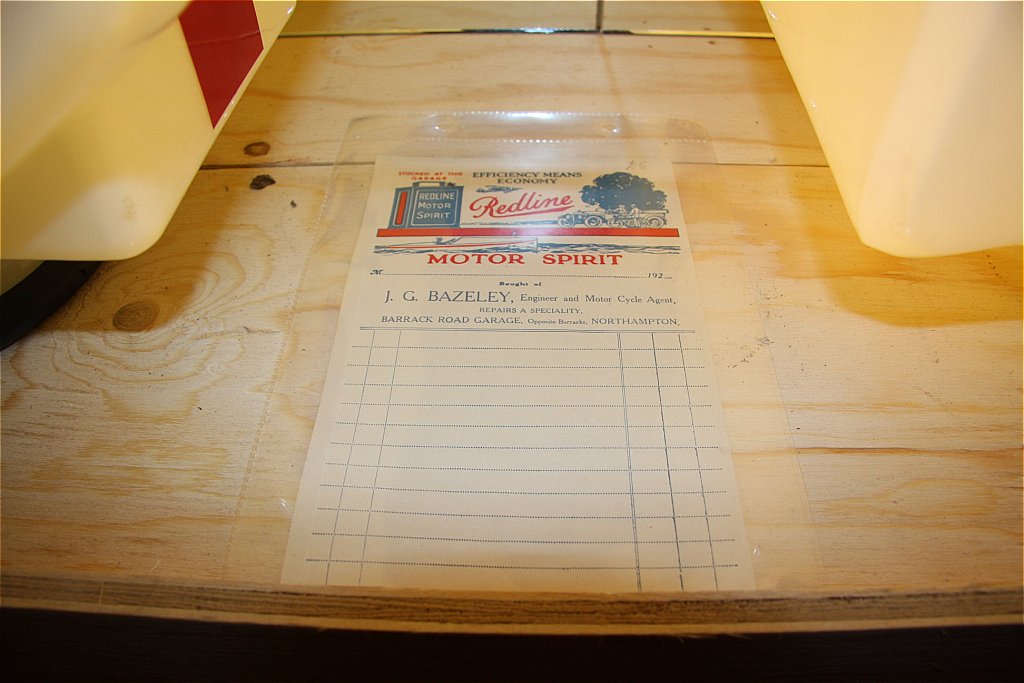 STOCKED AT THIS
GARAGE
EFFICIENCY MEANS
ECONOMY
REDLINE
MOTOR
SPIRIT
Redline
MOTOR SPIRIT
M 192
Bought of
J. G. BAZELEY, Engineer and Motor Cycle Agent,
REPAIRS A SPECIALITY,
BARRACK ROAD GARAGE, Opposite Barracks, NORTHAMPTON,